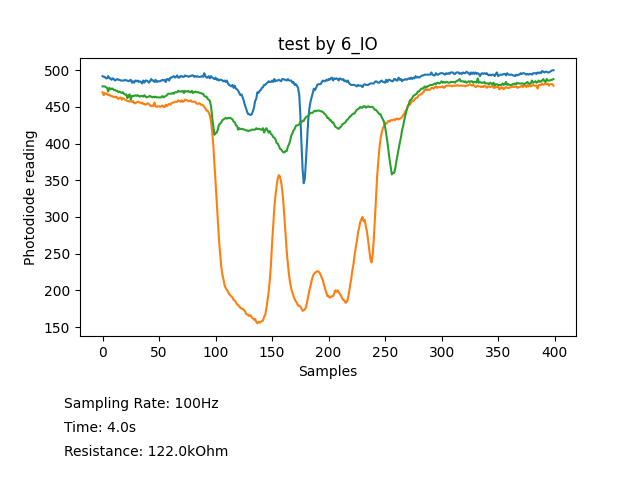 test by 6_IO
500
450
400
350
300
250
200
150
Photodiode reading
0 50 100 150 200 250 300 350 400
Samples
Sampling Rate: 100Hz
Time: 4.0s
Resistance: 122.0kOhm